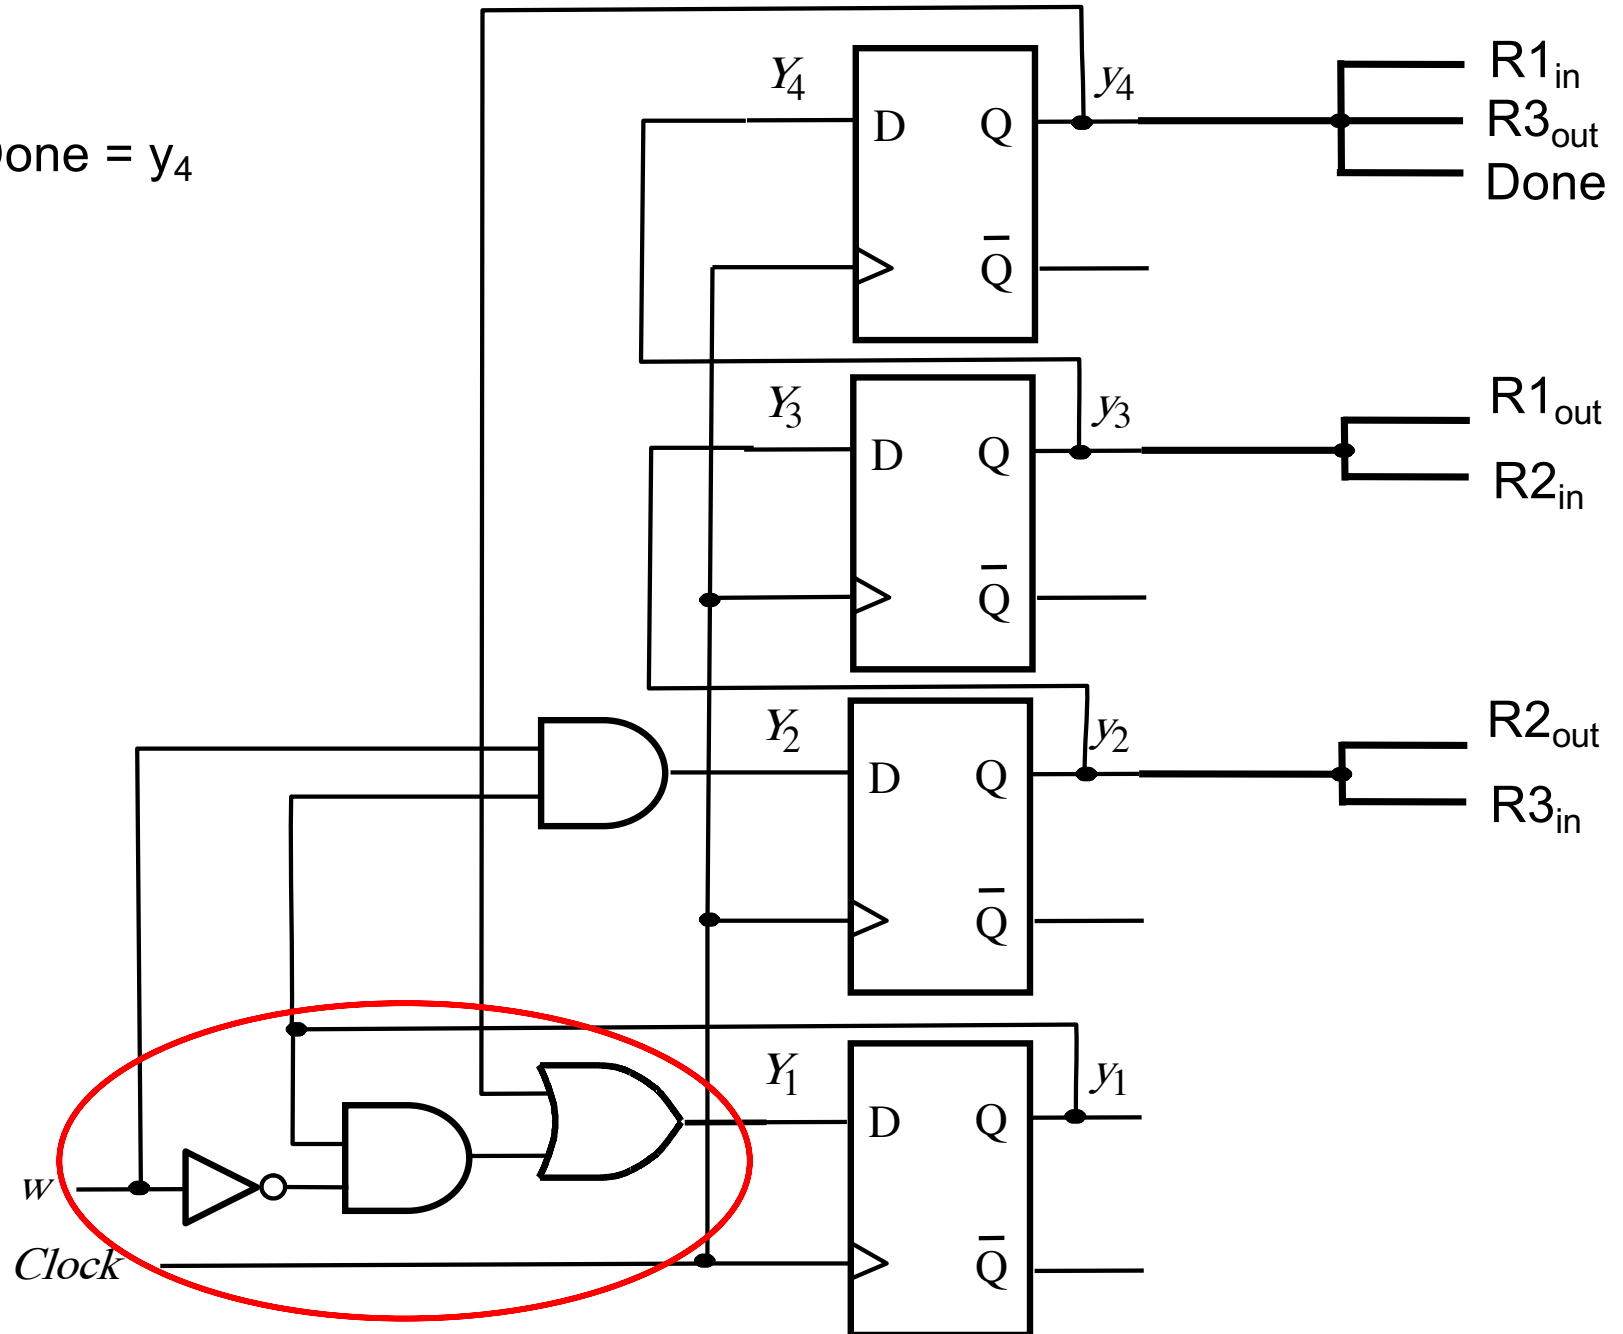 R1in
Y4
y4
D Q
R3out
one = y4
Done
Q̅
Y3
y3
R1out
D Q
R2in
Q̅
Y2
y2
R2out
D Q
R3in
Q̅
Y1
y1
D Q
w
Clock
Q̅